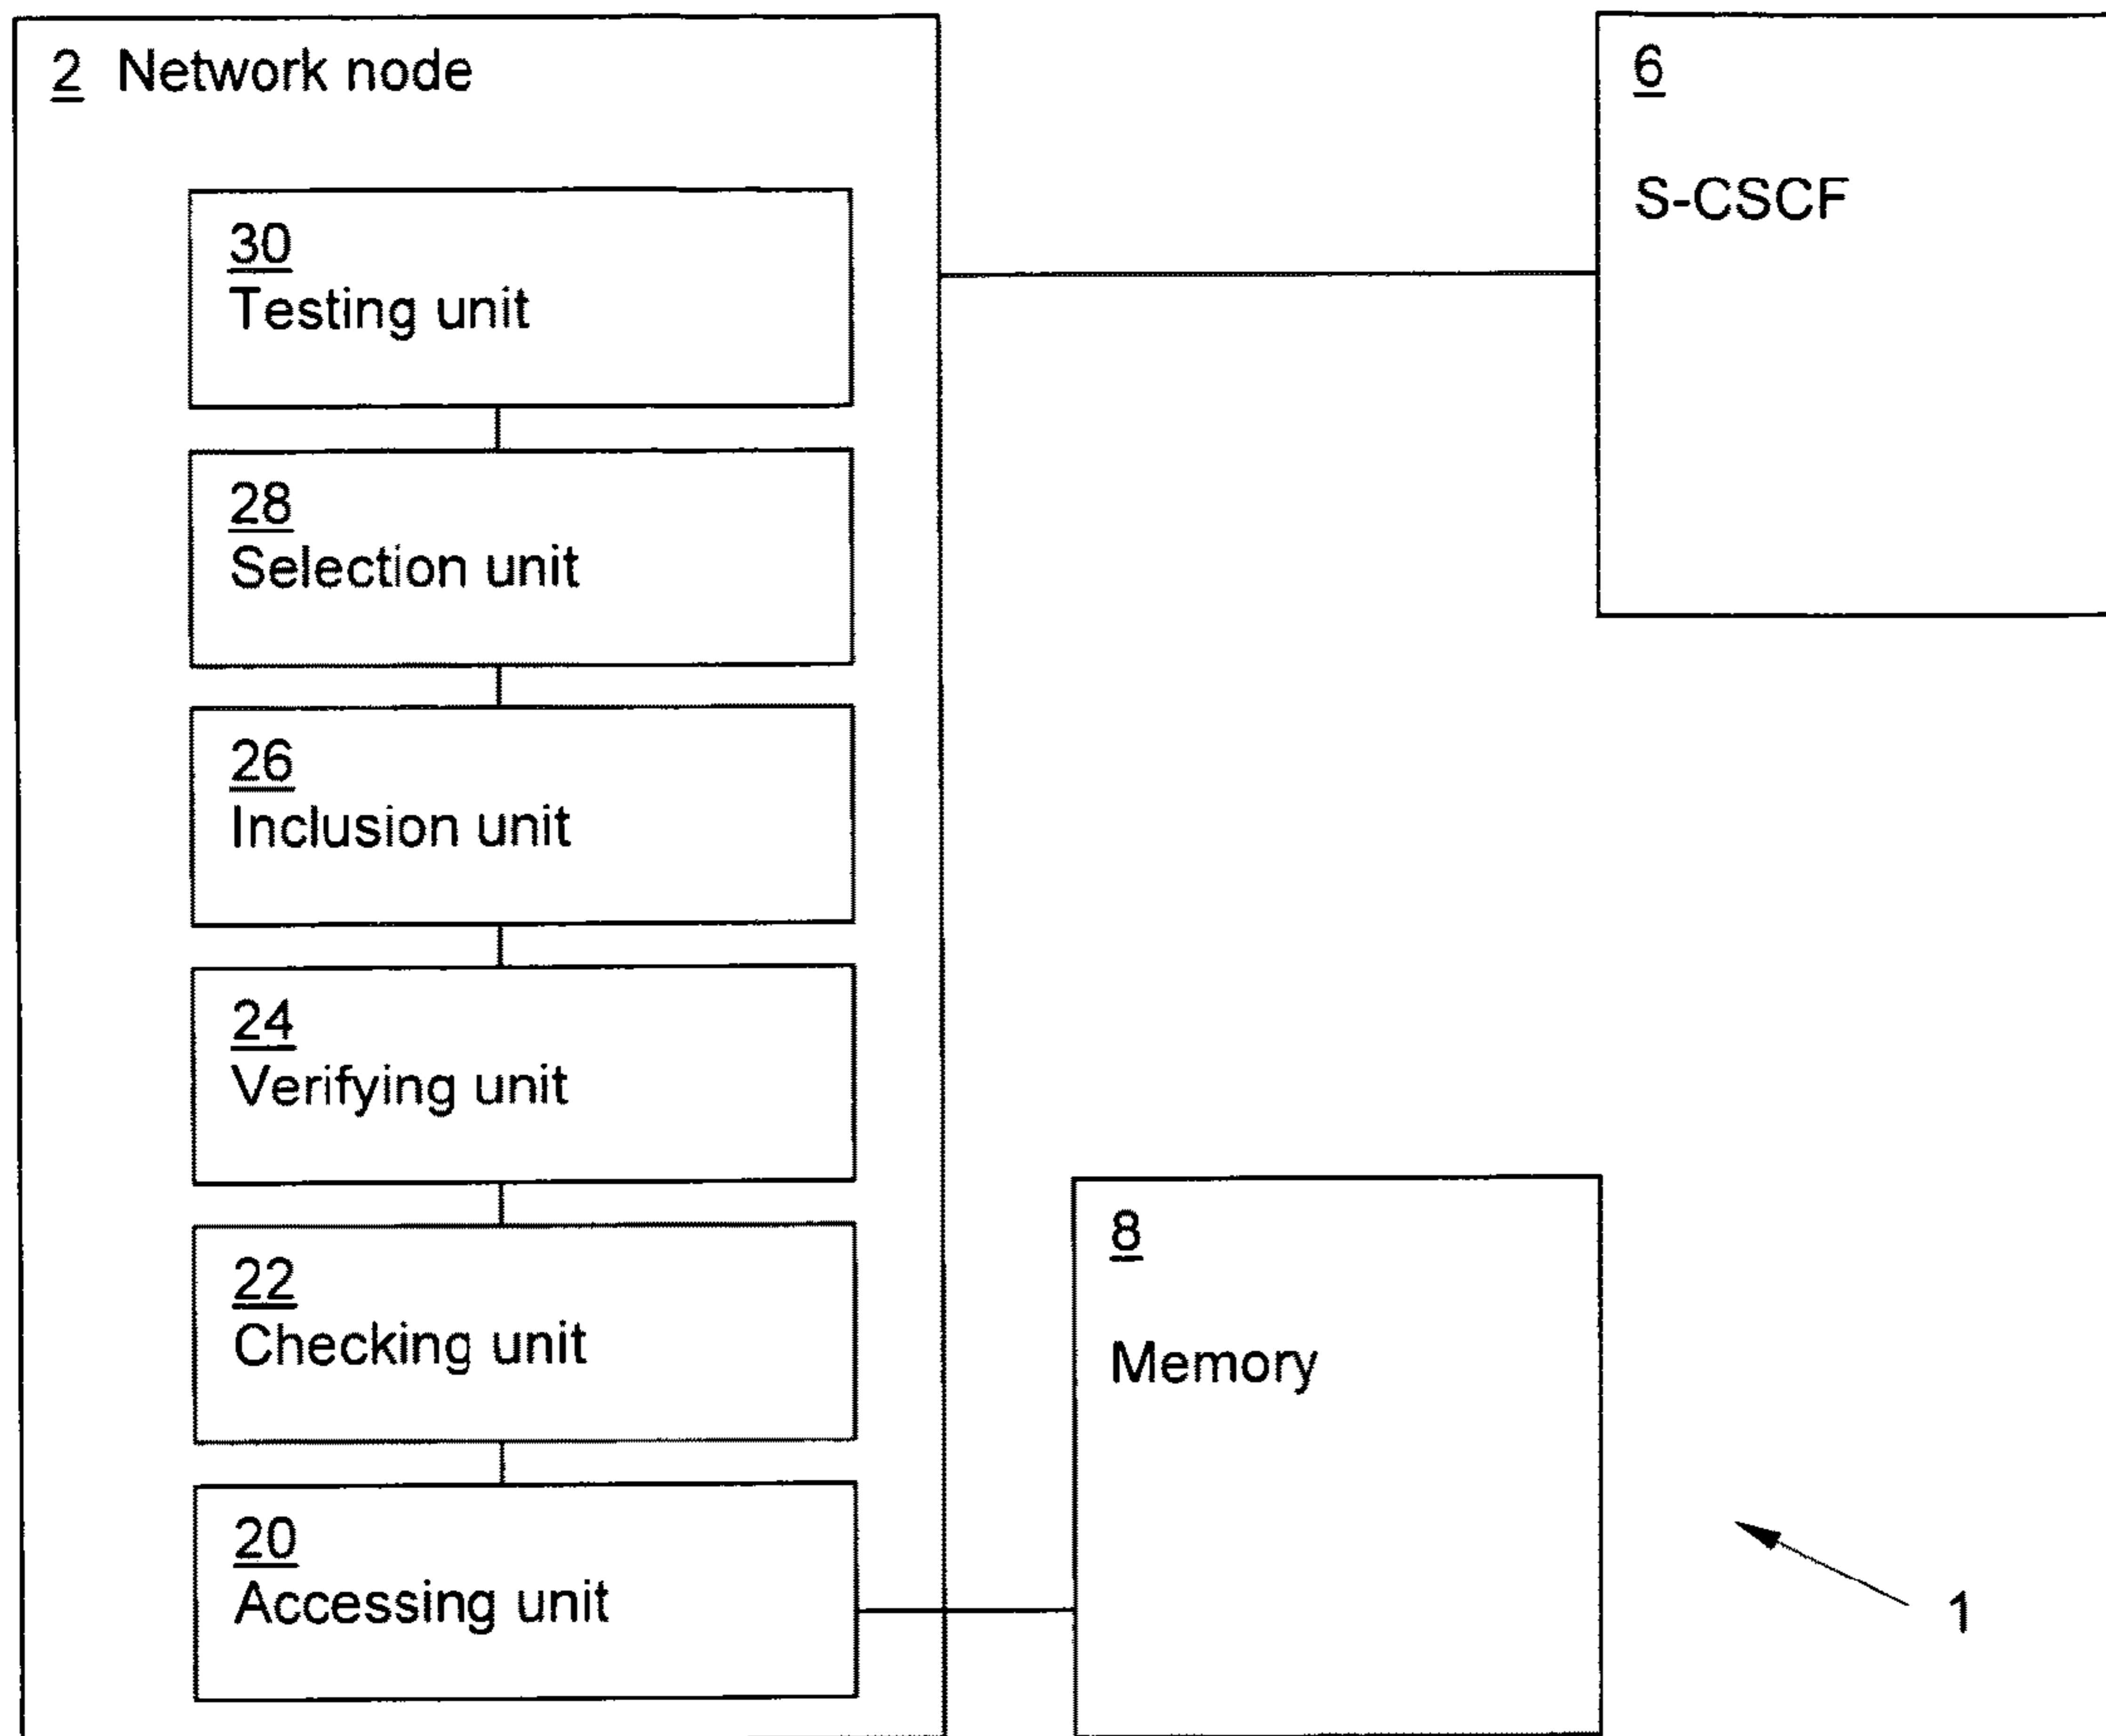 2 Network node
30
Testing unit
28
Selection unit
26
Inclusion unit
24
Verifying unit
22
Checking unit
20
Accessing unit
6
S-CSCF
8
Memory
1